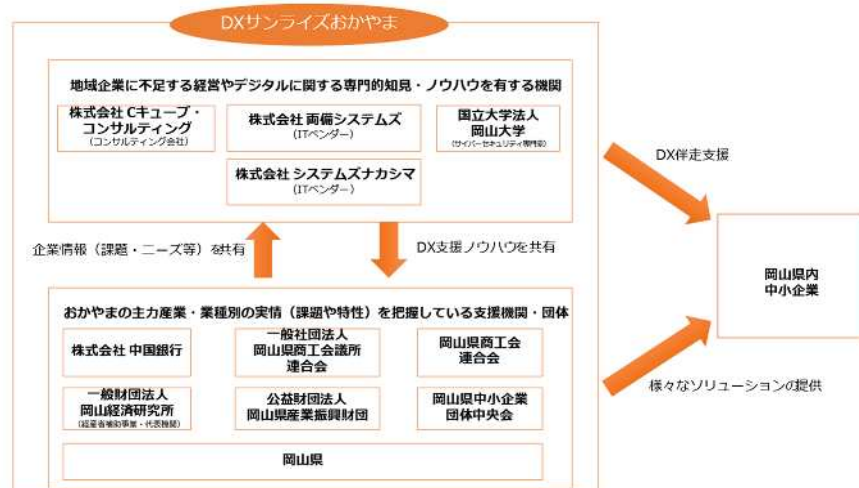 DXサンライズおかやま
地域企業に不足する経営やデジタルに関する専門的知見・ノウハウを有する機関
株式会社 Cキューブ・
コンサルティング
(コンサルティング会社)
株式会社 両備システムズ
(ITベンダー)
国立大学法人
岡山大学
(サイバーセキュリティ専門家)
株式会社 システムズナカシマ
(ITベンダー)
DX伴走支援
企業情報（課題・ニーズ等）を共有
DX支援ノウハウを共有
岡山県内
中小企業
おかやまの主力産業・業種別の実情（課題や特性）を把握している支援機関・団体
株式会社 中国銀行
一般社団法人
岡山県商工会議所
連合会
岡山県商工会
連合会
様々なソリューションの提供
一般財団法人
岡山経済研究所
(経産省補助事業・代表機関)
公益財団法人
岡山県産業振興財団
岡山県中小企業
団体中央会
岡山県